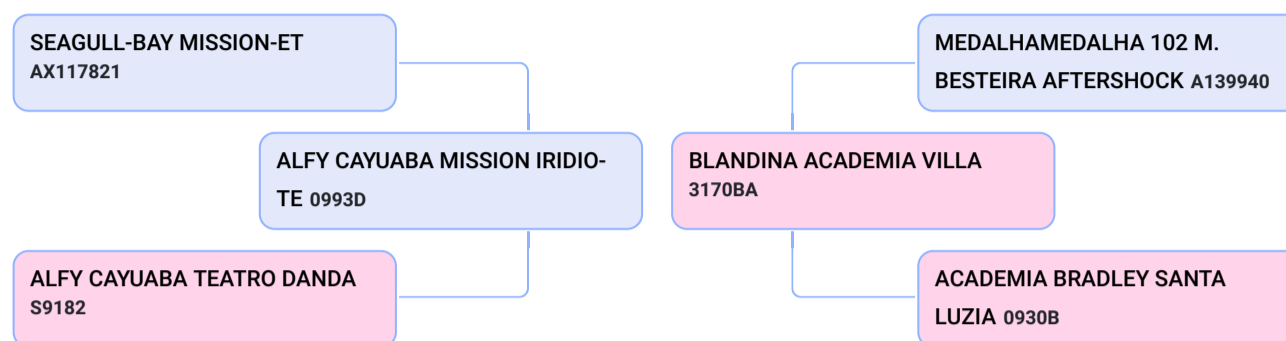 SEAGULL-BAY MISSION-ET
AX117821
MEDALHAMEDALHA 102 M.
BESTEIRA AFTERSHOCK A139940
ALFY CAYUABA MISSION IRIDIO-
TE 0993D
BLANDINA ACADEMIA VILLA
3170BA
ALFY CAYUABA TEATRO DANDA
S9182
ACADEMIA BRADLEY SANTA
LUZIA 0930B